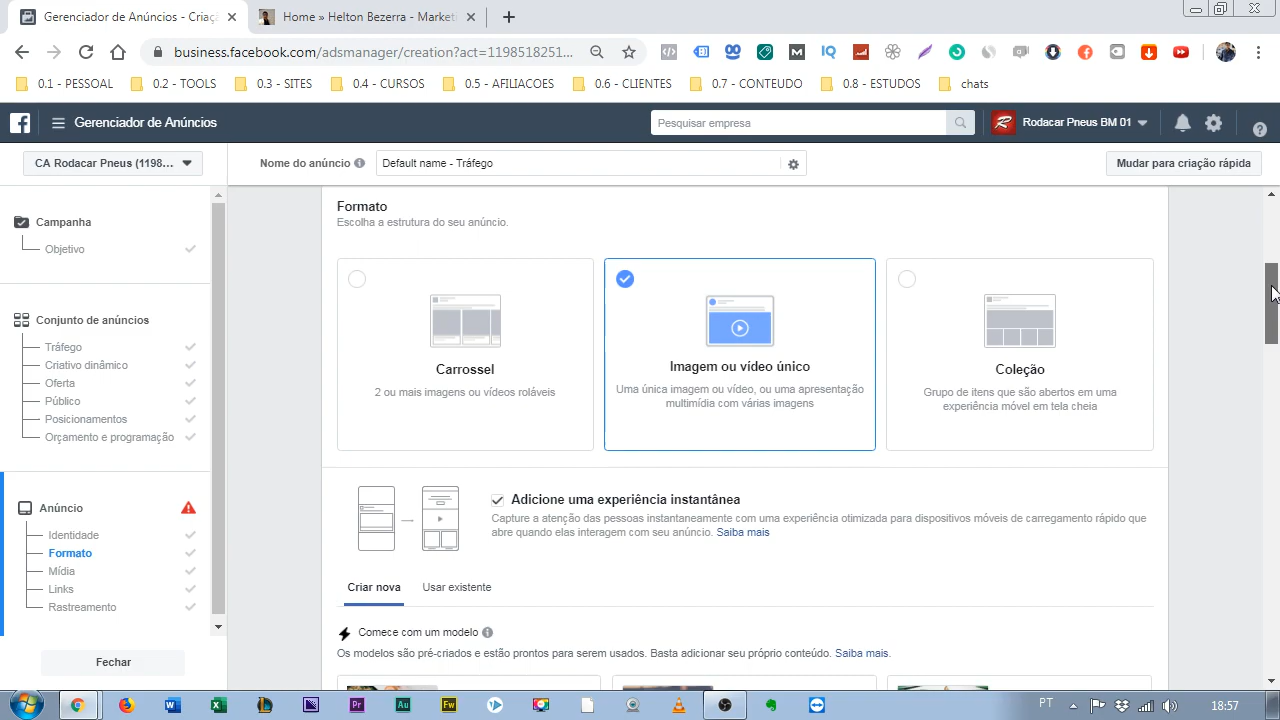 Gerenciador de Anúncios - Criaçã
Home » Helton Bezerra - Market
business.facebook.com/adsmanager/creation?act=1198518251...
0.1 - PESSOAL
0.2 - TOOLS
0.3 - SITES
0.4 - CURSOS
0.5 - AFILIACOES
0.6 - CLIENTES
0.7 - CONTEUDO
0.8 - ESTUDOS
chats
Gerenciador de Anúncios
Pesquisar empresa
Rodacar Pneus BM 01
CA Rodacar Pneus (1198...
Nome do anúncio
Default name - Tráfego
Mudar para criação rápida
Campanha
Objetivo
Conjunto de anúncios
Tráfego
Criativo dinâmico
Oferta
Público
Posicionamentos
Orçamento e programação
Anúncio
Identidade
Formato
Mídia
Links
Rastreamento
Fechar
Formato
Escolha a estrutura do seu anúncio.
Carrossel
2 ou mais imagens ou vídeos roláveis
Imagem ou vídeo único
Uma única imagem ou vídeo, ou uma apresentação
multimídia com várias imagens
Coleção
Grupo de itens que são abertos em uma
experiência móvel em tela cheia
Adicione uma experiência instantânea
Capture a atenção das pessoas instantaneamente com uma experiência otimizada para dispositivos móveis de carregamento rápido que
abre quando elas interagem com seu anúncio. Saiba mais
Criar nova
Usar existente
Comece com um modelo
Os modelos são pré-criados e estão prontos para serem usados. Basta adicionar seu próprio conteúdo. Saiba mais.
PT
18:57